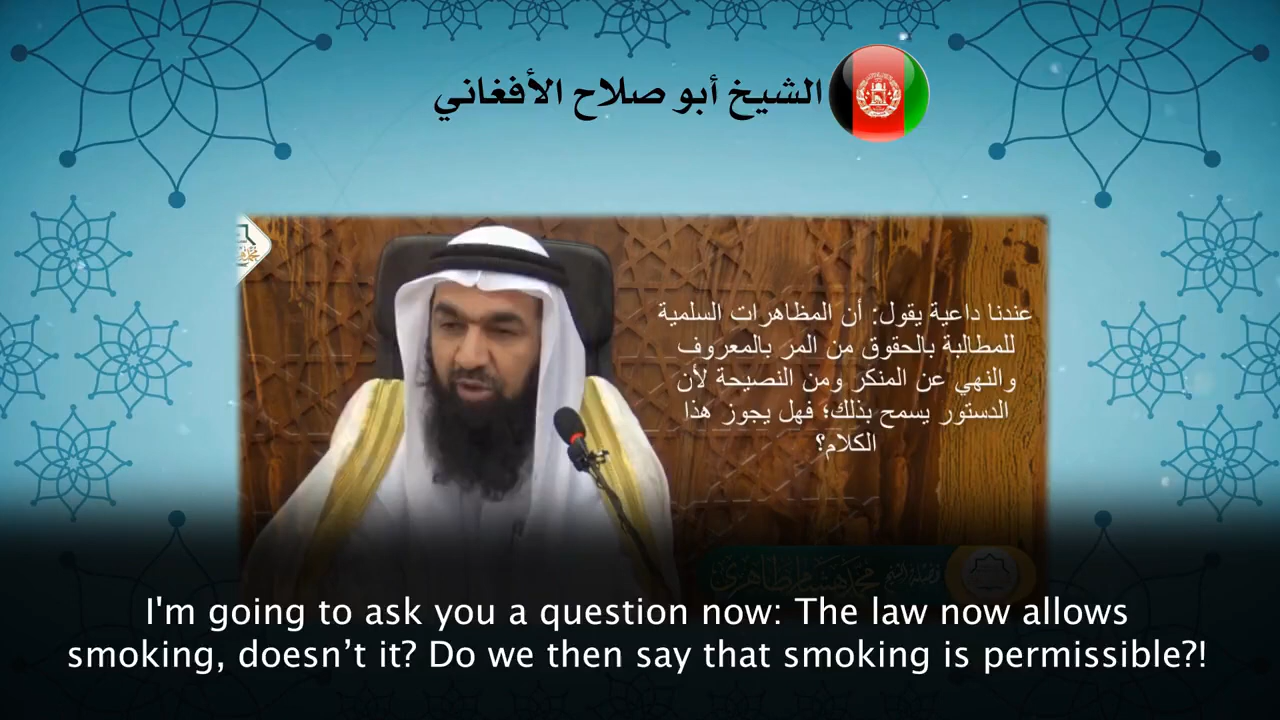 الشيخ أبو صلاح الأفغاني
عندنا داعية يقول: أن المظاهرات السلمية
للمطالبة بالحقوق من المر بالمعروف
والنهي عن المنكر ومن النصيحة لأن
الدستور يسمح بذلك؛ فهل يجوز هذا
الكلام؟
فضيلة الشيخ
I'm going to ask you a question now: The law now allows
smoking, doesn’t it? Do we then say that smoking is permissible?!